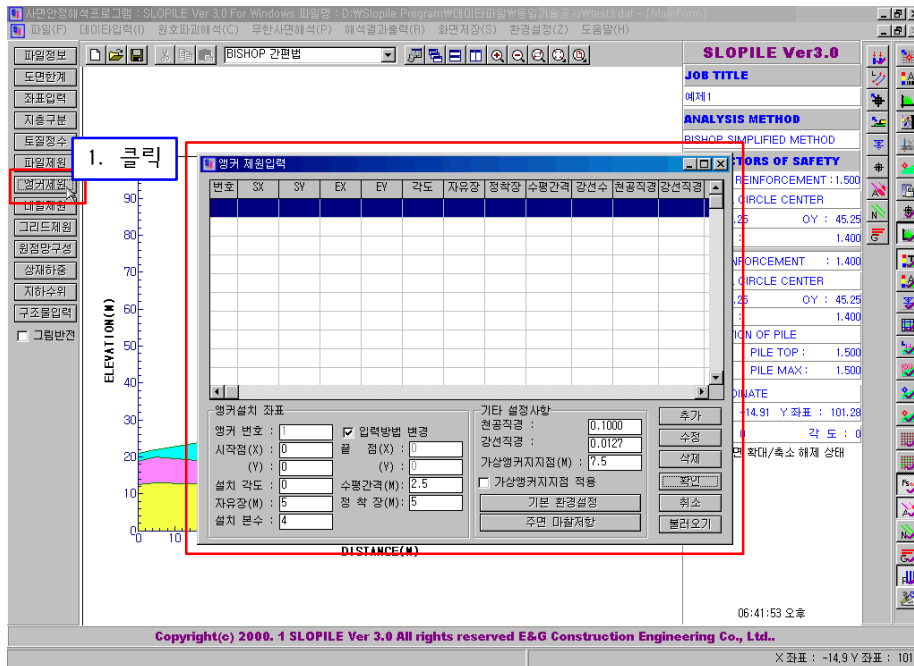 사면안정해석프로그램 : SLOPILE Ver 3,0 For Windows 파일명 : D:₩Slopile Program₩데이타파일₩동일기술공사₩test3.dat - [MainForm]
파일(F) 데이타입력(I) 원호파괴해석(C) 무한사면해석(P) 해석결과출력(R) 화면저장(S) 환경설정(Z) 도움말(H)
BISHOP 간편법
파일정보
도면한계
좌표입력
지층구분
토질정수
파일제원
앵커제원
네일제원
그리드제원
원점망구성
상재하중
지하수위
구조물입력
그림반전
1. 클릭
ELEVATION(M)
90
80
70
60
50
40
30
20
10
0
0 10
DISTANCE(M)
앵커 제원입력
번호 SX SY EX EY 각도 자유장 정착장 수평간격 강선수 천공직경 강선직경
앵커설치 좌표
앵커 번호 : 1 입력방법 변경
시작점(X) : 0 끝 점(X) : 0
(Y) : 0 (Y) : 0
설치 각도 : 0 수평간격(M): 2.5
자유장(M) : 5 정 착 장(M): 5
설치 본수 : 4
기타 설정사항
천공직경 : 0.1000
강선직경 : 0.0127
가상앵커지지점(M) : 7.5
가상앵커지지점 적용
기본 환경설정
주면 마찰저항
추가
수정
삭제
확인
취소
불러오기
SLOPILE Ver3.0
JOB TITLE
예제1
ANALYSIS METHOD
BISHOP SIMPLIFIED METHOD
TORS OF SAFETY
REINFORCEMENT : 1.500
CIRCLE CENTER
.25 OY : 45.25
: 1.400
NFORCEMENT : 1.400
CIRCLE CENTER
.25 OY : 45.25
: 1.400
ON OF PILE
PILE TOP : 1.500
PILE MAX : 1.500
DINATE
-14.91 Y 좌표 : 101.28
0 각 도 : 0
면 확대/축소 해제 상태
06:41:53 오후
Copyright(c) 2000. 1 SLOPILE Ver 3.0 All rights reserved E&G Construction Engineering Co., Ltd..
X 좌표 : -14,9 Y 좌표 : 101